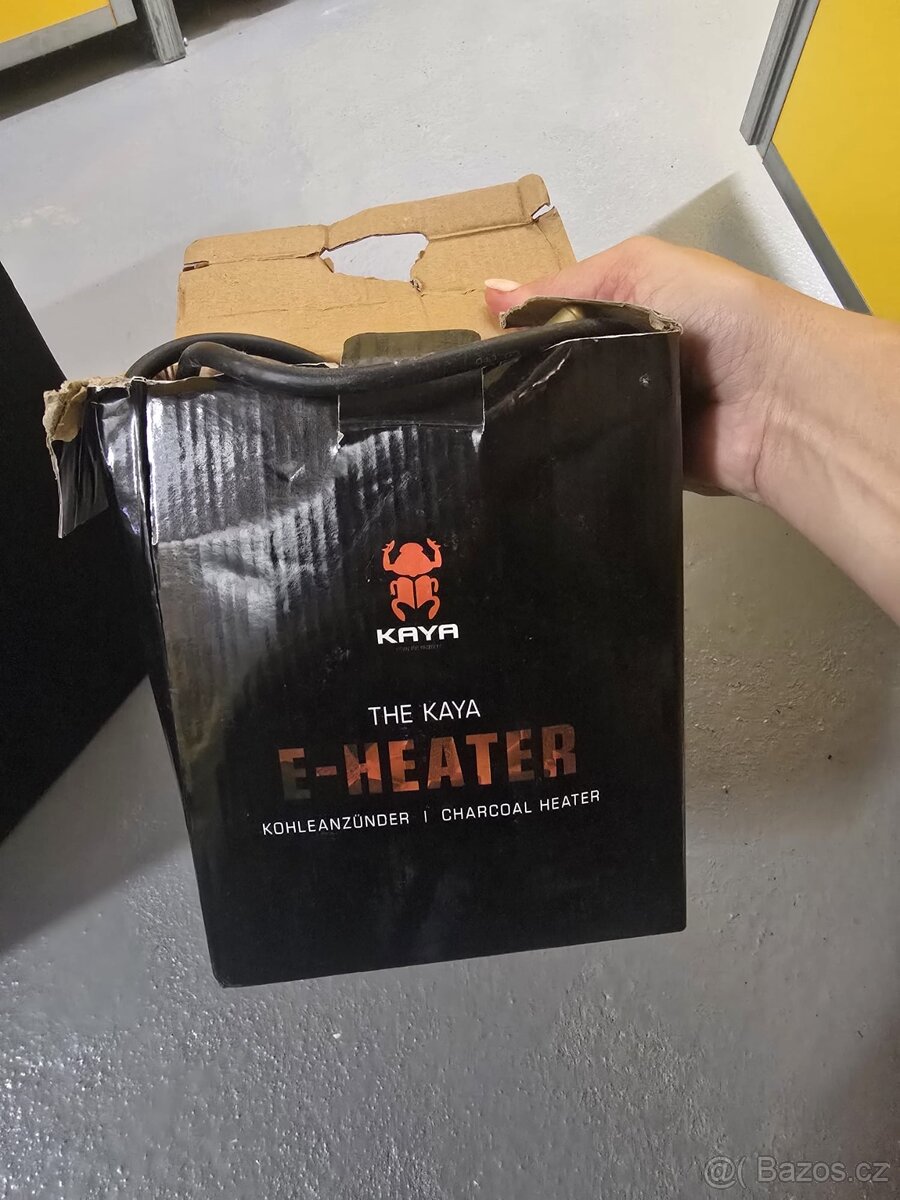 KAYA
THE KAYA
E-HEATER
KOHLEANZÜNDER | CHARCOAL HEATER
@( Bazos.cz